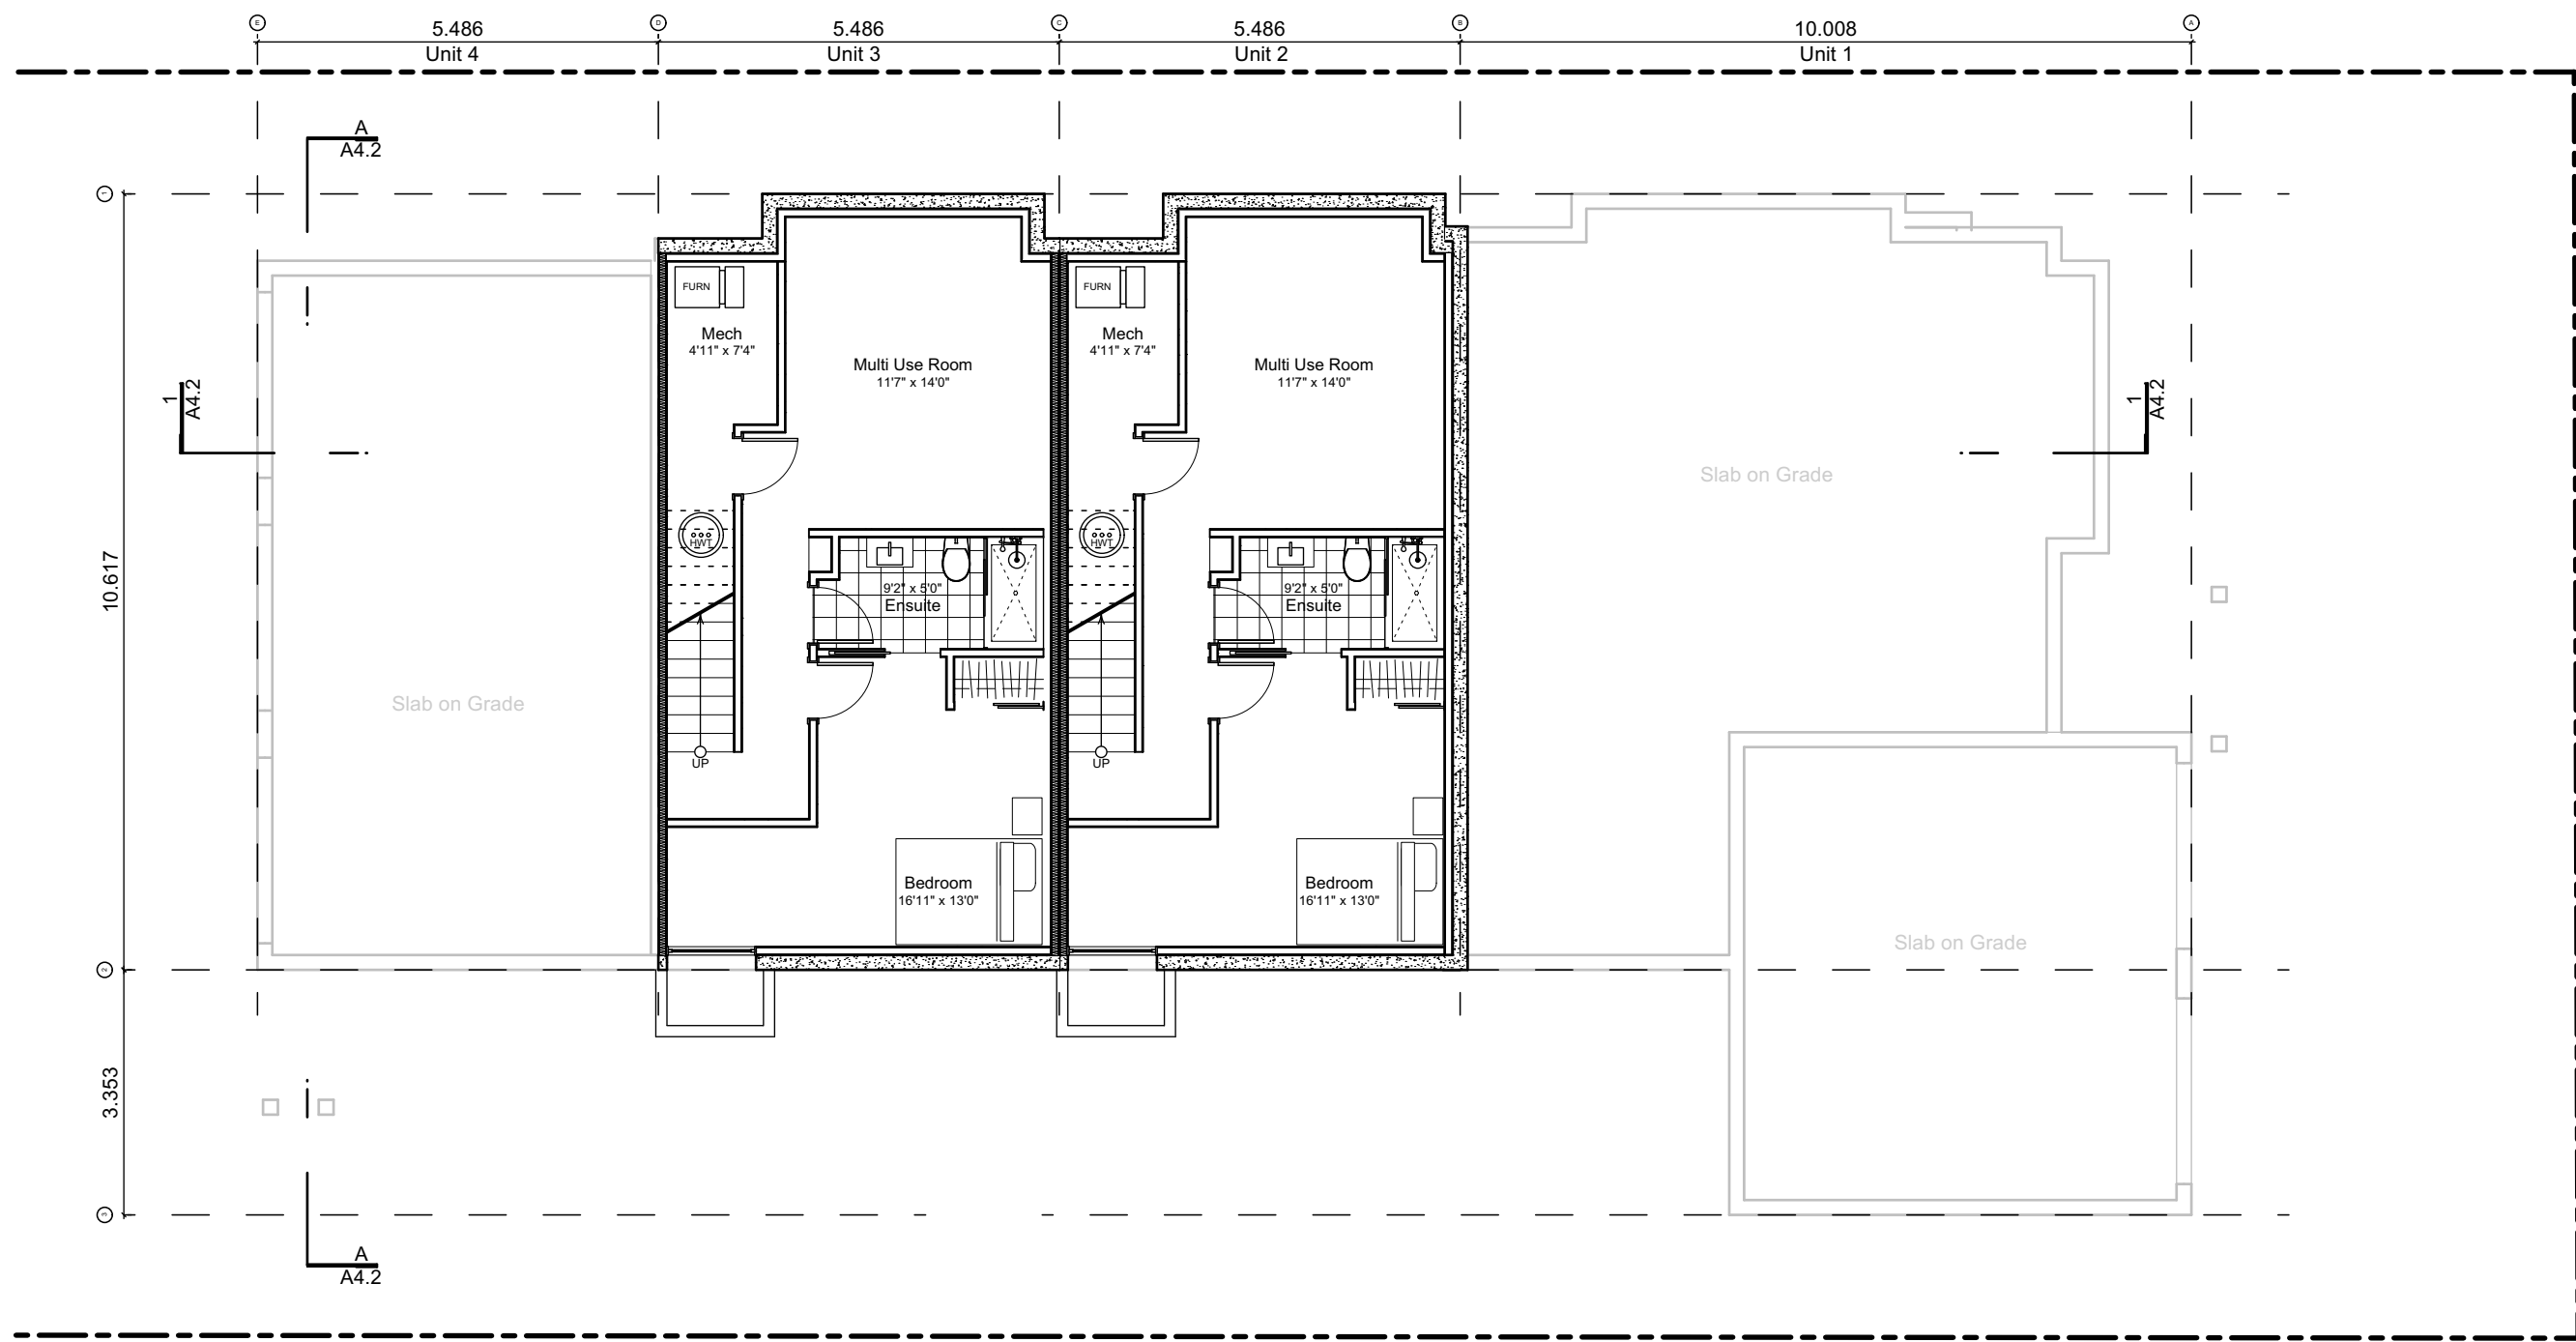 E
D
C
B
A
5.486
5.486
5.486
10.008
Unit 4
Unit 3
Unit 2
Unit 1
A
A4.2
1
FURN
FURN
Mech
4'11" x 7'4"
Mech
4'11" x 7'4"
Multi Use Room
11'7" x 14'0"
Multi Use Room
11'7" x 14'0"
1
A4.2
1
A4.2
Slab on Grade
HWT
HWT
10.617
9'2" x 5'0"
Ensuite
9'2" x 5'0"
Ensuite
Slab on Grade
UP
UP
Bedroom
16'11" x 13'0"
Bedroom
16'11" x 13'0"
Slab on Grade
2
3.353
3
A
A4.2